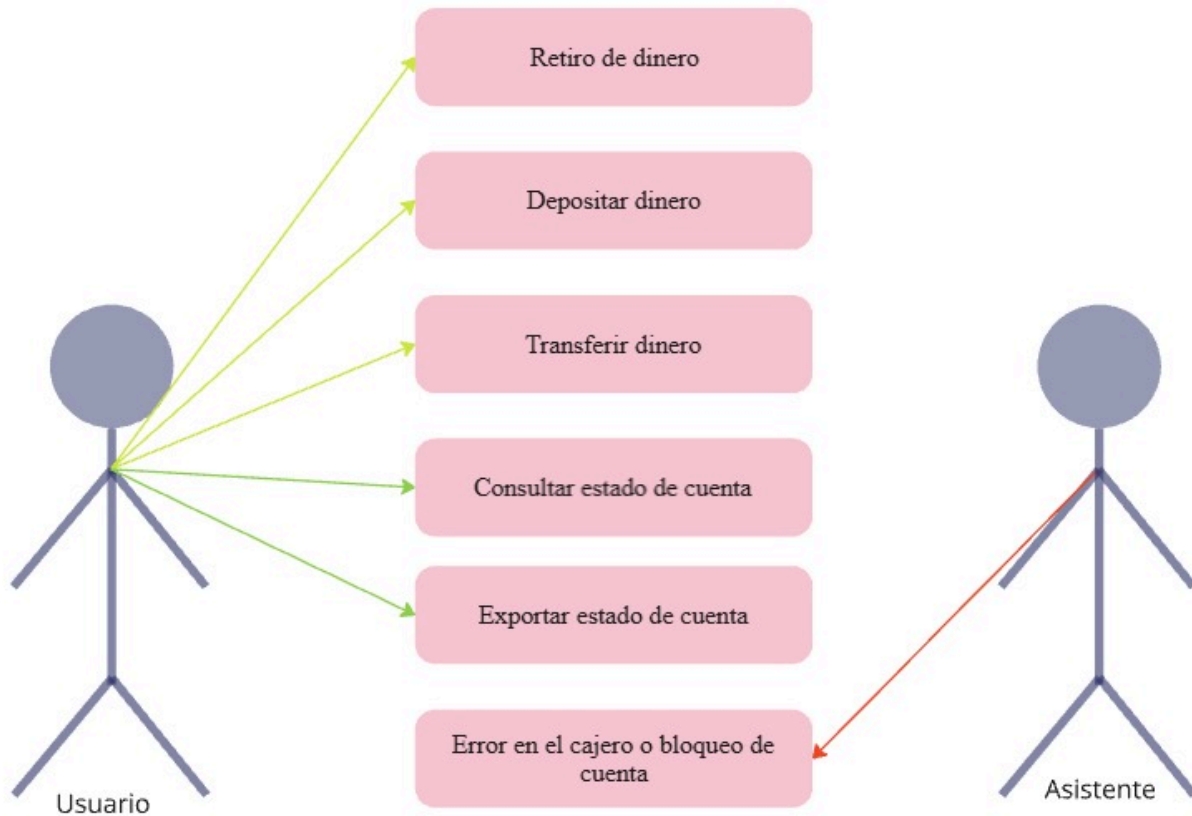 Retiro de dinero
Depositar dinero
Transferir dinero
Consultar estado de cuenta
Exportar estado de cuenta
Error en el cajero o bloqueo de
cuenta
Usuario
Asistente